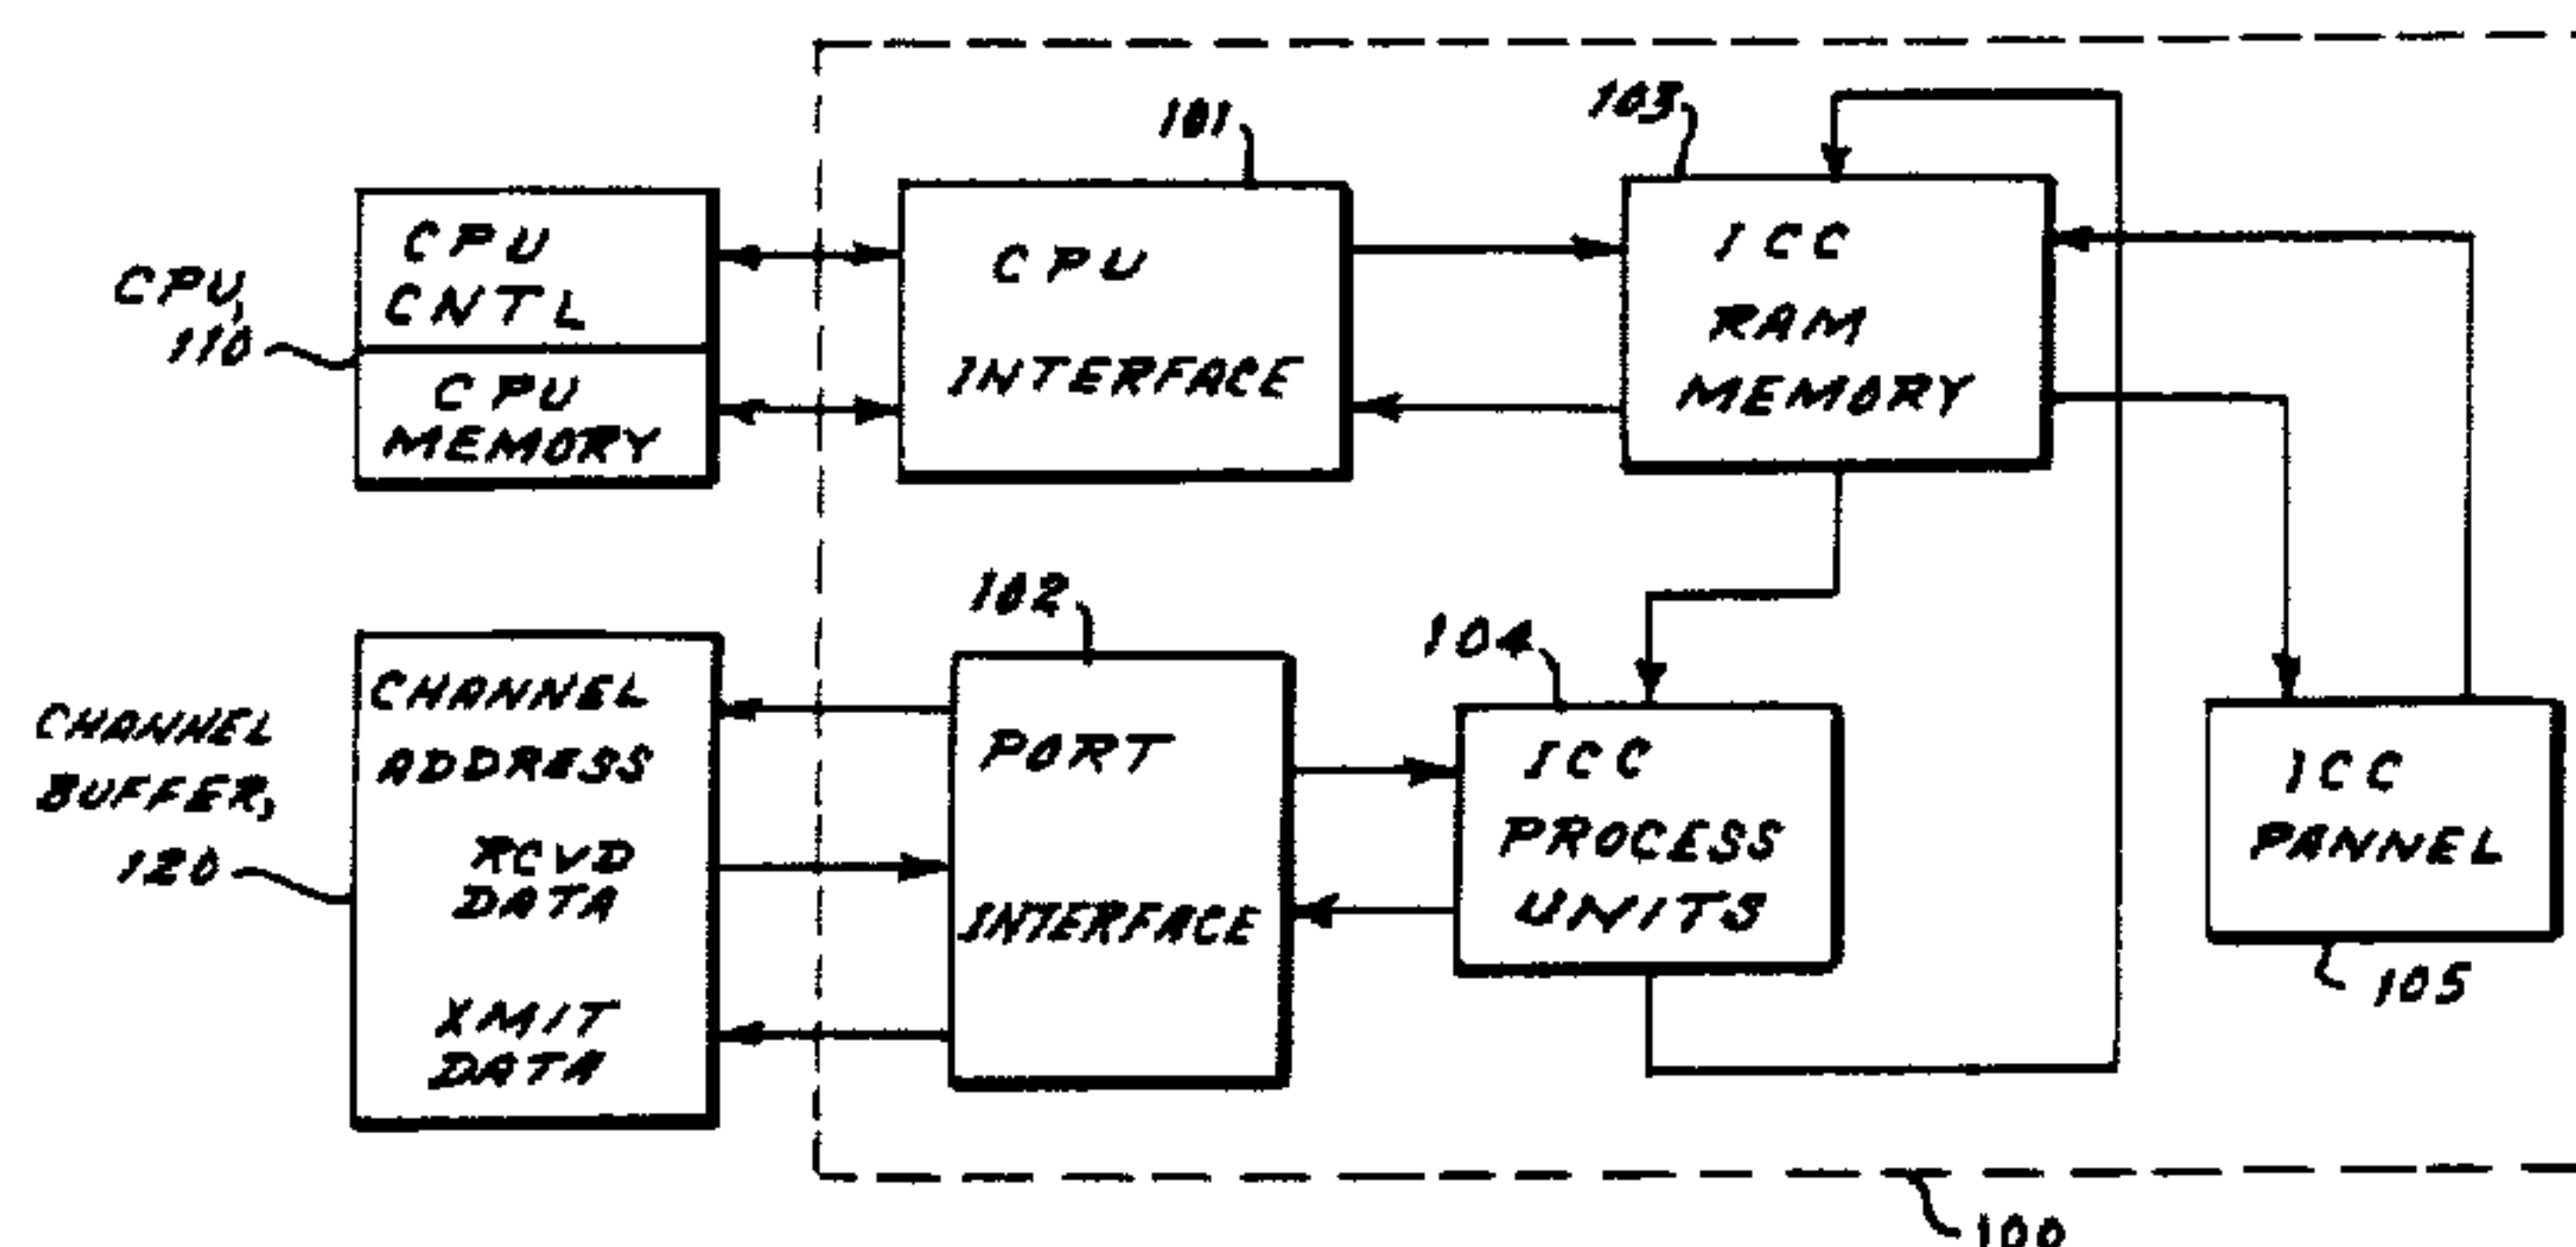 101
103
CPU
CNTL
CPU
MEMORY
CPU,
110
CPU
INTERFACE
ICC
RAM
MEMORY
102
104
CHANNEL
BUFFER,
120
CHANNEL
ADDRESS
RCVD
DATA
XMIT
DATA
PORT
INTERFACE
ICC
PROCESS
UNITS
ICC
PANNEL
105
100